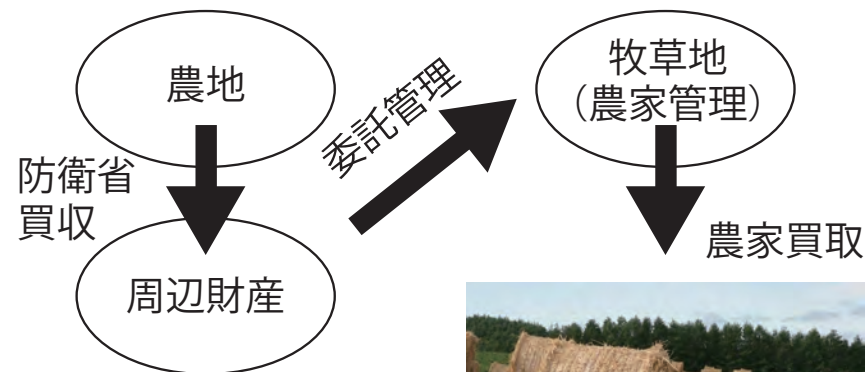 農地
防衛省
買収
周辺財産
委託管理
牧草地
（農家管理）
農家買取